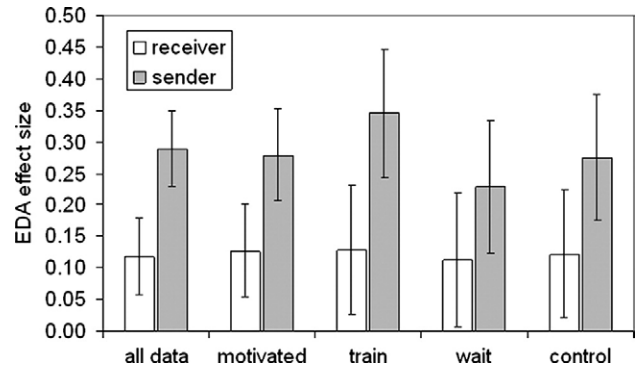 0.50
0.45
0.40
0.35
0.30
0.25
0.20
0.15
0.10
0.05
0.00
EDA effect size
receiver
sender
all data motivated train wait control